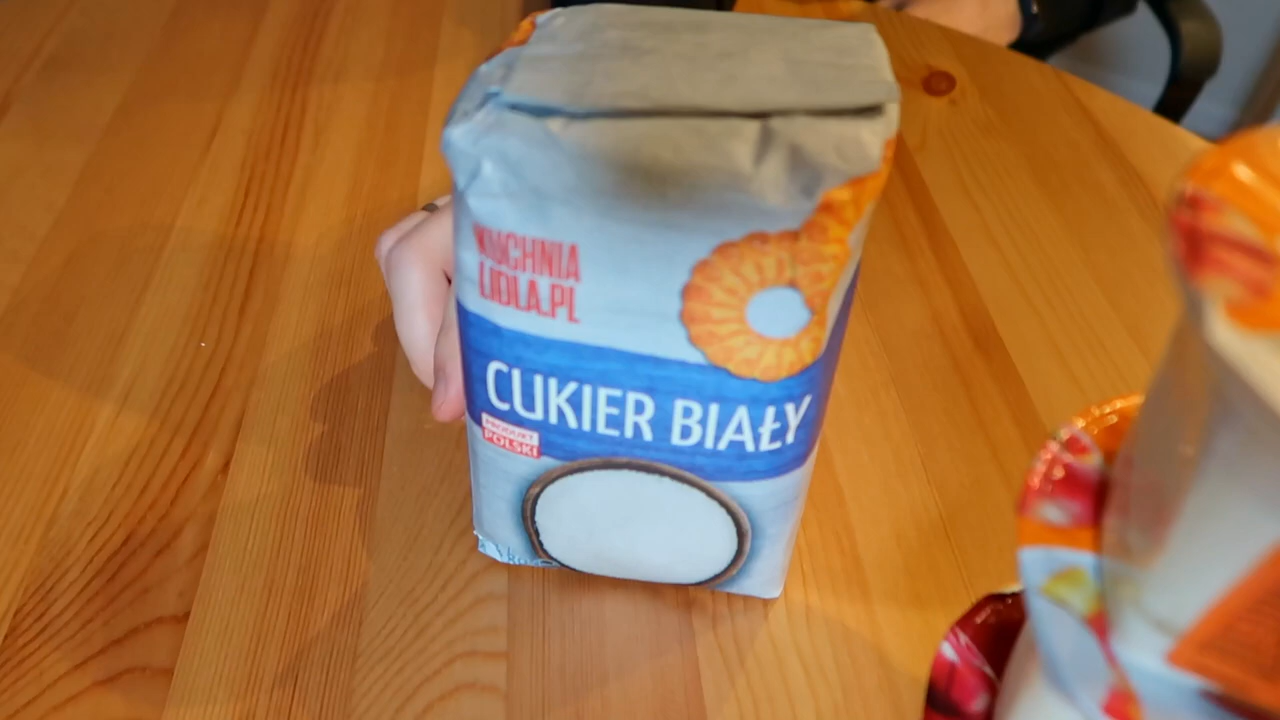 KUCHNIA
LIDLA.PL
CUKIER BIAŁY
PRODUKT
POLSKI